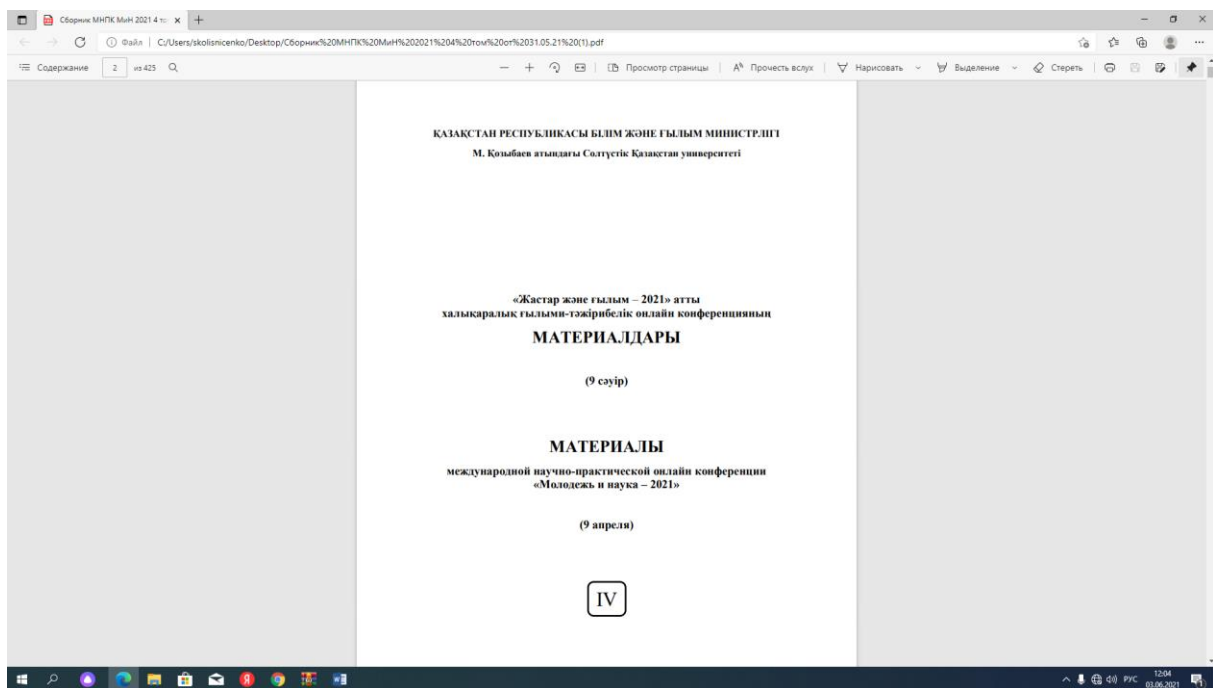 Сборник МНПК МиН 2021 4 то
Файл | C:/Users/skolisnicenko/Desktop/Сборник%20МНПК%20МиН%202021%204%20том%20от%2031.05.21%20(1).pdf
Содержание 2 из 425 Просмотр страницы Прочесть вслух Нарисовать Выделение Стереть
ҚАЗАҚСТАН РЕСПУБЛИКАСЫ БІЛІМ ЖӘНЕ ҒЫЛЫМ МИНИСТРЛІГІ
М. Қозыбаев атындағы Солтүстік Қазақстан университеті
«Жастар және ғылым – 2021» атты
халықаралық ғылыми-тәжірибелік онлайн конференцияның
МАТЕРИАЛДАРЫ
(9 сәуір)
МАТЕРИАЛЫ
международной научно-практической онлайн конференции
«Молодежь и наука – 2021»
(9 апреля)
IV
РУС 12:04
03.06.2021